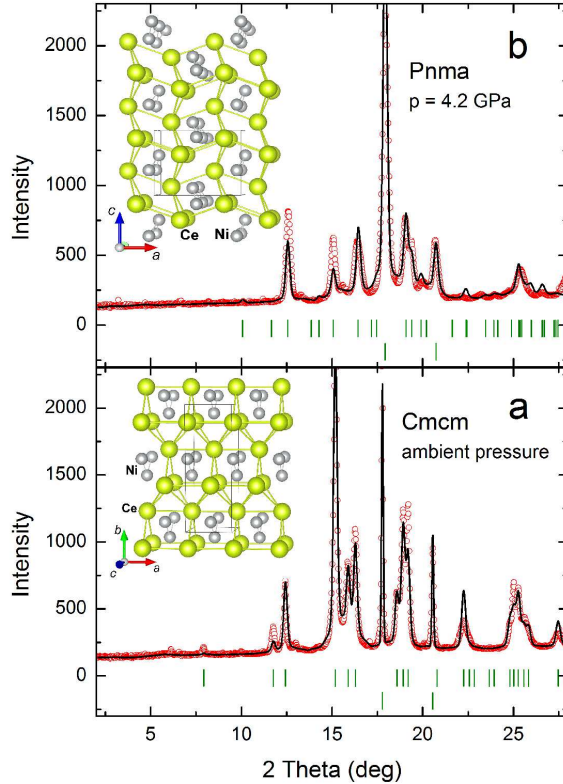 b
Pnma
p = 4.2 GPa
2000
1500
1000
500
0
Intensity
c
a
Ce Ni
a
Cmcm
ambient pressure
2000
1500
1000
500
0
Intensity
Ni
Ce
b
c
a
5 10 15 20 25
2 Theta (deg)